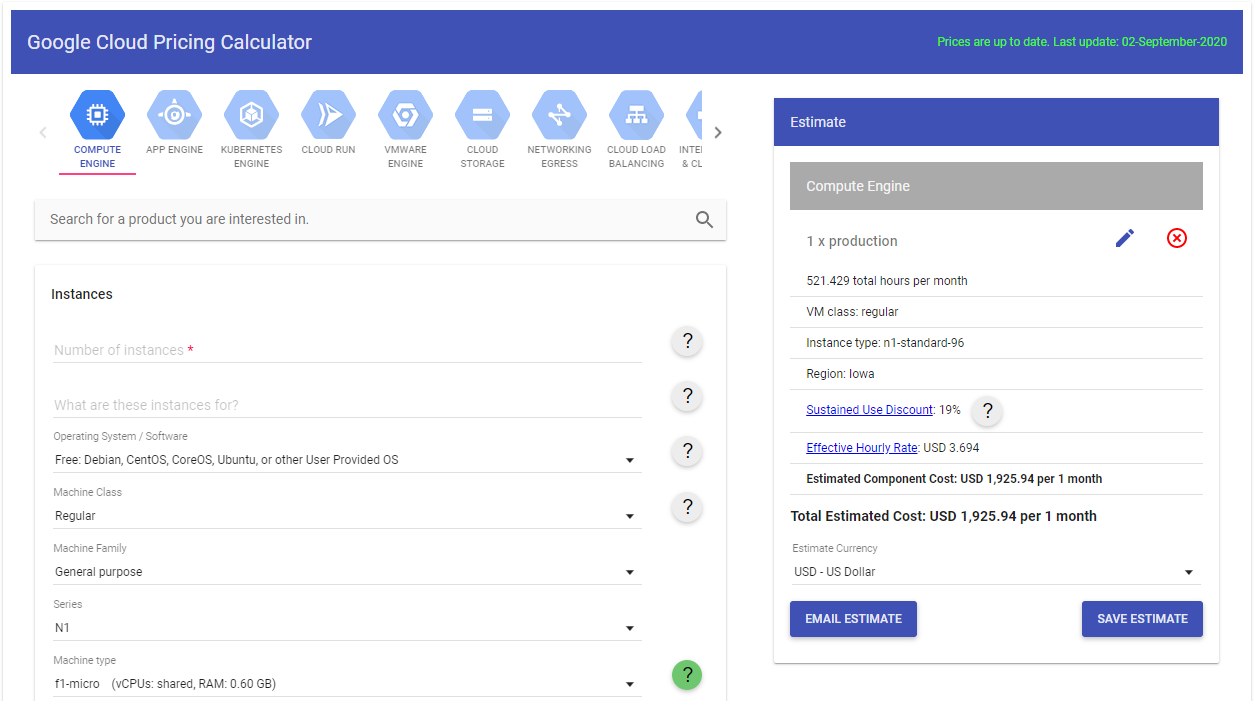 Google Cloud Pricing Calculator
Prices are up to date. Last update: 02-September-2020
COMPUTE
ENGINE
APP ENGINE
KUBERNETES
ENGINE
CLOUD RUN
VMWARE
ENGINE
CLOUD
STORAGE
NETWORKING
EGRESS
CLOUD LOAD
BALANCING
INTE
& CL
Search for a product you are interested in.
Instances
Number of instances *
?
What are these instances for?
?
Operating System / Software
Free: Debian, CentOS, CoreOS, Ubuntu, or other User Provided OS
?
Machine Class
Regular
?
Machine Family
General purpose
Series
N1
Machine type
f1-micro (vCPUs: shared, RAM: 0.60 GB)
?
Estimate
Compute Engine
1 x production
521.429 total hours per month
VM class: regular
Instance type: n1-standard-96
Region: Iowa
Sustained Use Discount: 19% ?
Effective Hourly Rate: USD 3.694
Estimated Component Cost: USD 1,925.94 per 1 month
Total Estimated Cost: USD 1,925.94 per 1 month
Estimate Currency
USD - US Dollar
EMAIL ESTIMATE
SAVE ESTIMATE